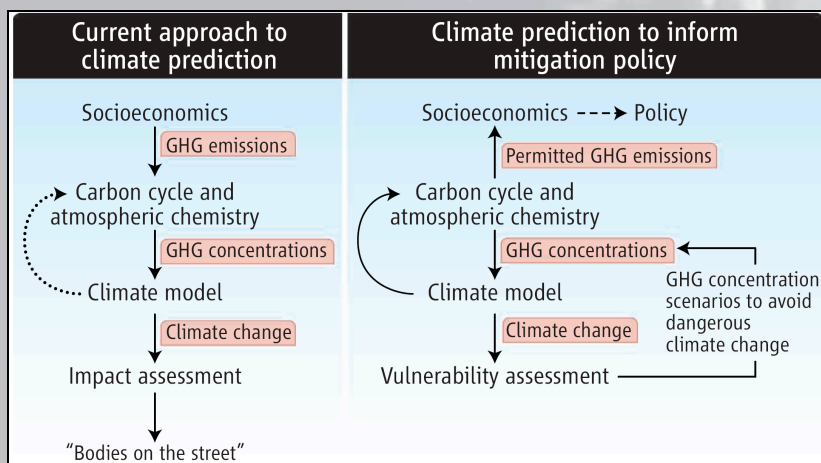 Current approach to
climate prediction
Socioeconomics
GHG emissions
Carbon cycle and
atmospheric chemistry
GHG concentrations
Climate model
Climate change
Impact assessment
“Bodies on the street”
Climate prediction to inform
mitigation policy
Socioeconomics
Policy
Permitted GHG emissions
Carbon cycle and
atmospheric chemistry
GHG concentrations
Climate model
Climate change
Vulnerability assessment
GHG concentration
scenarios to avoid
dangerous
climate change